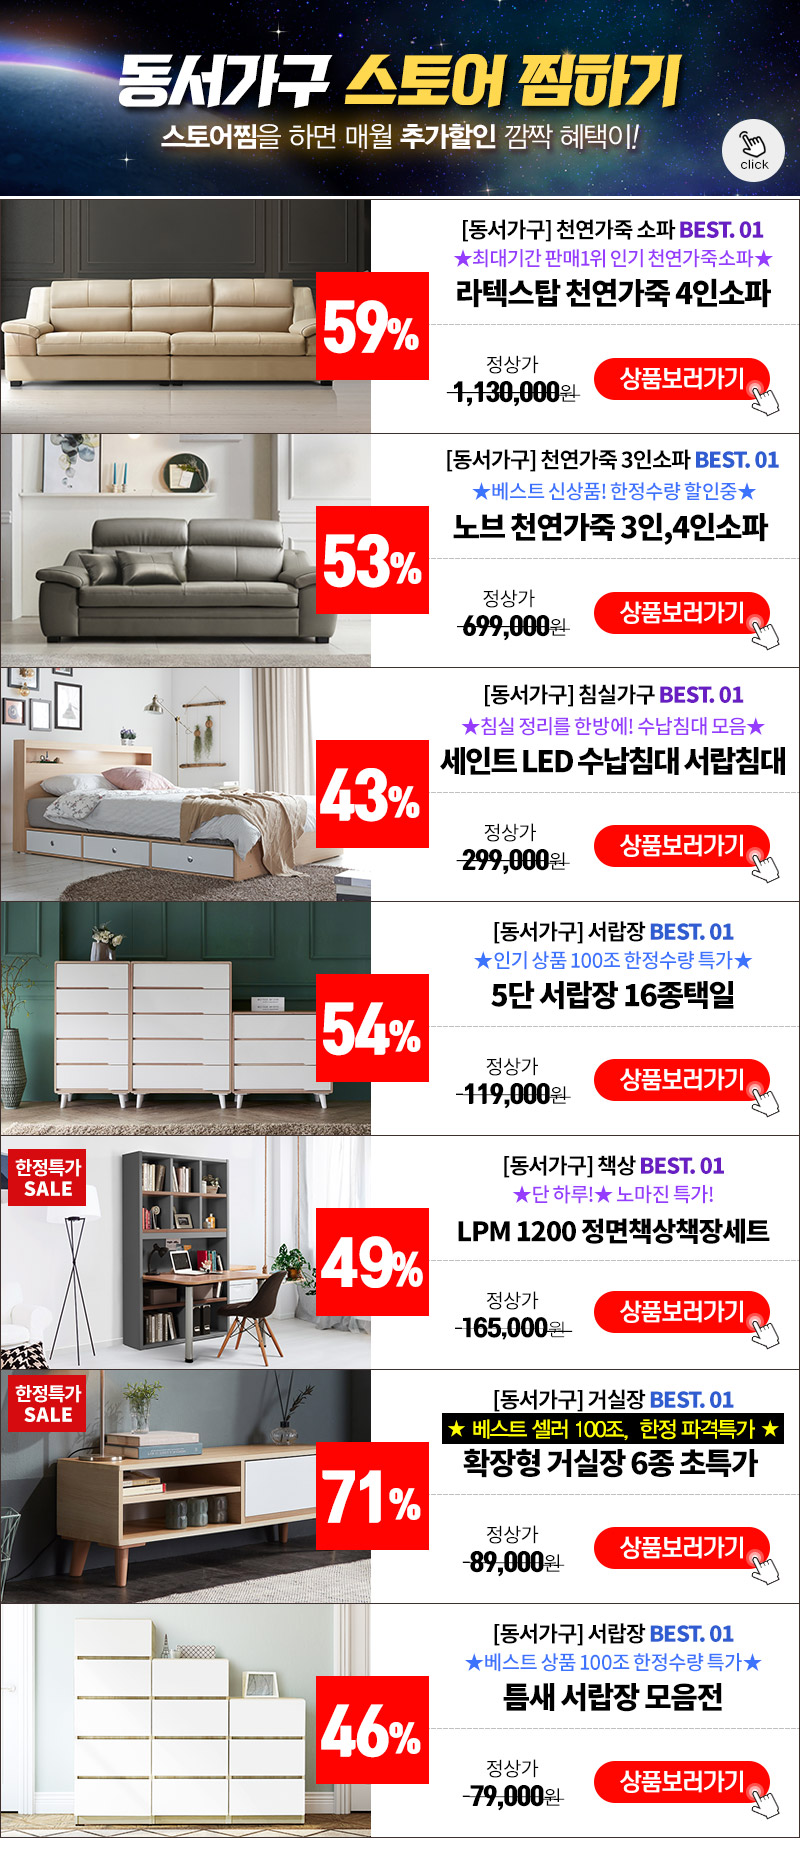 동서가구 스토어 찜하기
스토어찜을 하면 매월 추가할인 깜짝 혜택이!
click
[동서가구] 천연가죽 소파 BEST. 01
★최대기간 판매1위 인기 천연가죽소파★
라텍스탑 천연가죽 4인소파
59%
정상가
1,130,000원
상품보러가기
[동서가구] 천연가죽 3인소파 BEST. 01
★베스트 신상품! 한정수량 할인중★
노브 천연가죽 3인,4인소파
53%
정상가
699,000원
상품보러가기
[동서가구] 침실가구 BEST. 01
★침실 정리를 한방에! 수납침대 모음★
세인트 LED 수납침대 서랍침대
43%
정상가
299,000원
상품보러가기
[동서가구] 서랍장 BEST. 01
★인기 상품 100조 한정수량 특가★
5단 서랍장 16종택일
54%
정상가
119,000원
상품보러가기
한정특가
SALE
[동서가구] 책상 BEST. 01
★단 하루!★ 노마진 특가!
LPM 1200 정면책상책장세트
49%
정상가
165,000원
상품보러가기
한정특가
SALE
[동서가구] 거실장 BEST. 01
★ 베스트 셀러 100조, 한정 파격특가 ★
확장형 거실장 6종 초특가
71%
정상가
89,000원
상품보러가기
[동서가구] 서랍장 BEST. 01
★베스트 상품 100조 한정수량 특가★
틈새 서랍장 모음전
46%
정상가
79,000원
상품보러가기